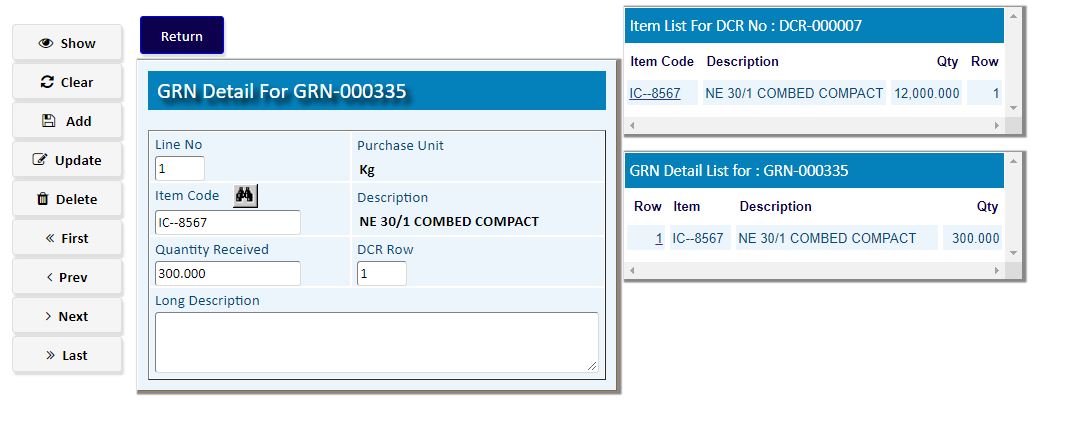 Show
Clear
Add
Update
Delete
First
Prev
Next
Last
Return
GRN Detail For GRN-000335
Line No
Purchase Unit
1
Kg
Item Code
Description
IC--8567
NE 30/1 COMBED COMPACT
Quantity Received
DCR Row
300.000
1
Long Description
Item List For DCR No : DCR-000007
Item Code Description Qty Row
IC--8567 NE 30/1 COMBED COMPACT 12,000.000 1
GRN Detail List for : GRN-000335
Row Item Description Qty
1 IC--8567 NE 30/1 COMBED COMPACT 300.000